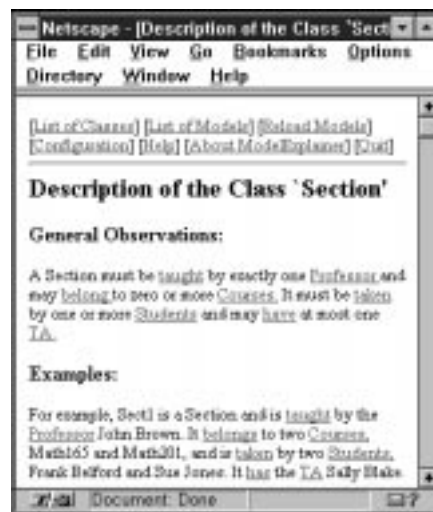 Netscape - [Description of the Class `Secti
File Edit View Go Bookmarks Options
Directory Window Help
[List of Classes] [List of Models] [Reload Models]
[Configuration] [Help] [About ModelExplainer] [Quit]
Description of the Class `Section'
General Observations:
A Section must be taught by exactly one Professor and
may belong to zero or more Courses. It must be taken
by one or more Students and may have at most one
TA.
Examples:
For example, Sect1 is a Section and is taught by the
Professor John Brown. It belongs to two Courses,
Math165 and Math201, and is taken by two Students,
Frank Belford and Sue Jones. It has the TA Sally Blake.
Document: Done